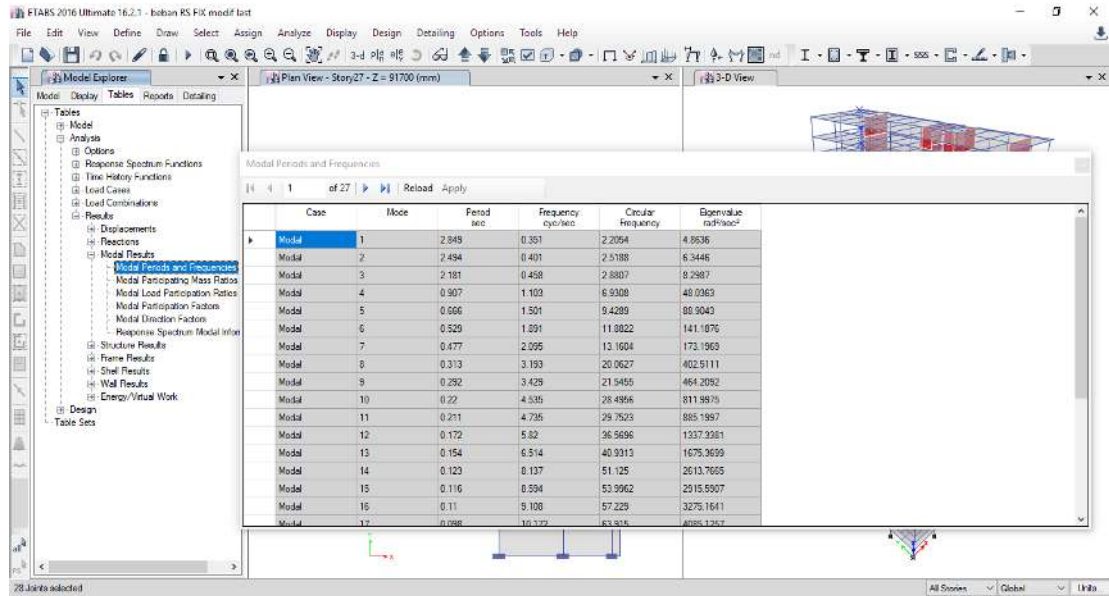 ETABS 2016 Ultimate 16.2.1 - beban RS FIX modif last
File Edit View Define Draw Select Assign Analyze Display Design Detailing Options Tools Help
Model Explorer
Plan View - Story27 - Z = 91700 (mm)
3-D View
Model Display Tables Reports Detailing
Tables
Model
Analysis
Options
Response Spectrum Functions
Time History Functions
Load Cases
Load Combinations
Results
Displacements
Reactions
Modal Results
Modal Periods and Frequencies
Modal Participating Mass Ratios
Modal Load Participation Ratios
Modal Participation Factors
Modal Direction Factors
Response Spectrum Modal Infor
Structure Results
Frame Results
Shell Results
Wall Results
Energy/Virtual Work
Design
Table Sets
Modal Periods and Frequencies
1 of 27 Reload Apply
Case Mode Period sec Frequency cyc/sec Circular Frequency Eigenvalue rad²/sec²
Modal 1 2.849 0.351 2.2054 4.8636
Modal 2 2.494 0.401 2.5188 6.3446
Modal 3 2.181 0.458 2.8807 8.2987
Modal 4 0.907 1.103 6.9308 48.0363
Modal 5 0.666 1.501 9.4289 88.9043
Modal 6 0.529 1.891 11.8822 141.1876
Modal 7 0.477 2.095 13.1604 173.1969
Modal 8 0.313 3.193 20.0627 402.5111
Modal 9 0.292 3.429 21.5455 464.2092
Modal 10 0.22 4.535 28.4956 811.9975
Modal 11 0.211 4.735 29.7523 885.1997
Modal 12 0.172 5.82 36.5696 1337.3381
Modal 13 0.154 6.514 40.9313 1675.3699
Modal 14 0.123 8.137 51.125 2613.7665
Modal 15 0.116 8.594 53.9962 2915.5907
Modal 16 0.11 9.108 57.229 3275.1641
Modal 17 0.098 10.172 63.915 4085.1257
28 Joints selected
All Stories Global Units